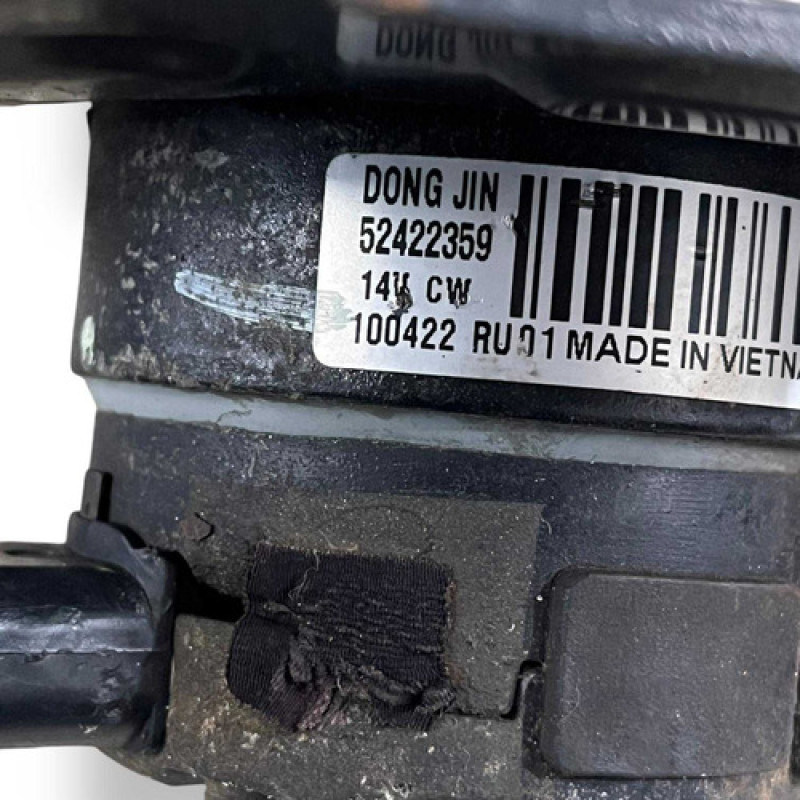 DONG JIN
52422359
14V CW
100422 RU01 MADE IN VIETNA